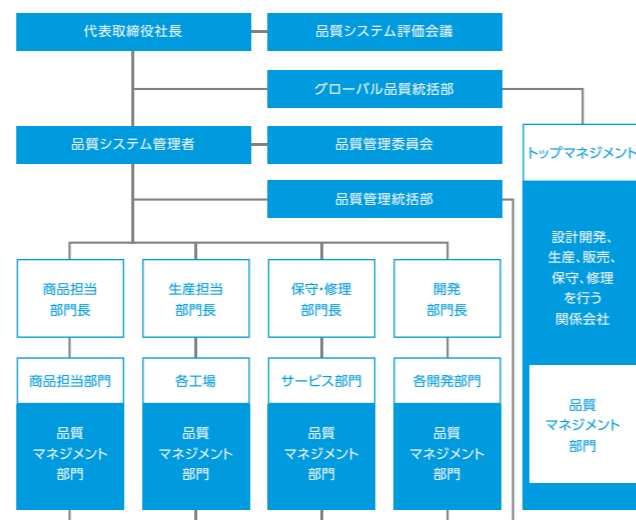 代表取締役社長
品質システム評価会議
グローバル品質統括部
品質システム管理者
品質管理委員会
トップマネジメント
品質管理統括部
設計開発、
生産、販売、
保守、修理
を行う
関係会社
商品担当
部門長
生産担当
部門長
保守・修理
部門長
開発
部門長
商品担当部門
各工場
サービス部門
各開発部門
品質
マネジメント
部門
品質
マネジメント
部門
品質
マネジメント
部門
品質
マネジメント
部門
品質
マネジメント
部門